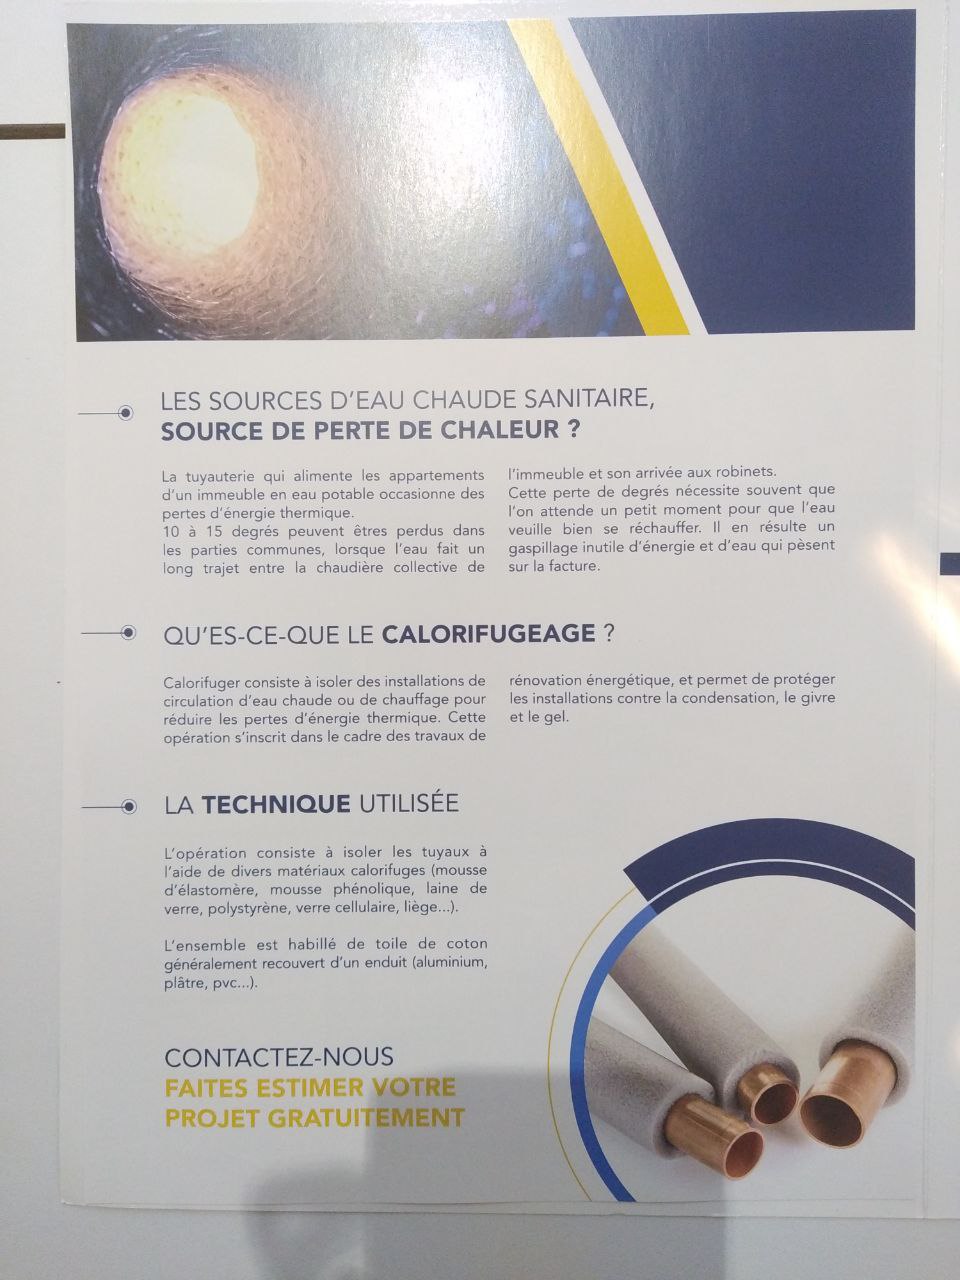 LES SOURCES D'EAU CHAUDE SANITAIRE,
SOURCE DE PERTE DE CHALEUR ?
La tuyauterie qui alimente les appartements
d'un immeuble en eau potable occasionne des
pertes d'énergie thermique.
10 à 15 degrés peuvent êtres perdus dans
les parties communes, lorsque l'eau fait un
long trajet entre la chaudière collective de
l'immeuble et son arrivée aux robinets.
Cette perte de degrés nécessite souvent que
l'on attende un petit moment pour que l'eau
veuille bien se réchauffer. Il en résulte un
gaspillage inutile d'énergie et d'eau qui pèsent
sur la facture.
QU'ES-CE-QUE LE CALORIFUGEAGE ?
Calorifuger consiste à isoler des installations de
circulation d'eau chaude ou de chauffage pour
réduire les pertes d'énergie thermique. Cette
opération s'inscrit dans le cadre des travaux de
rénovation énergétique, et permet de protéger
les installations contre la condensation, le givre
et le gel.
LA TECHNIQUE UTILISÉE
L'opération consiste à isoler les tuyaux à
l'aide de divers matériaux calorifuges (mousse
d'élastomère, mousse phénolique, laine de
verre, polystyrène, verre cellulaire, liège...).
L'ensemble est habillé de toile de coton
généralement recouvert d'un enduit (aluminium,
plâtre, pvc...).
CONTACTEZ-NOUS
FAITES ESTIMER VOTRE
PROJET GRATUITEMENT